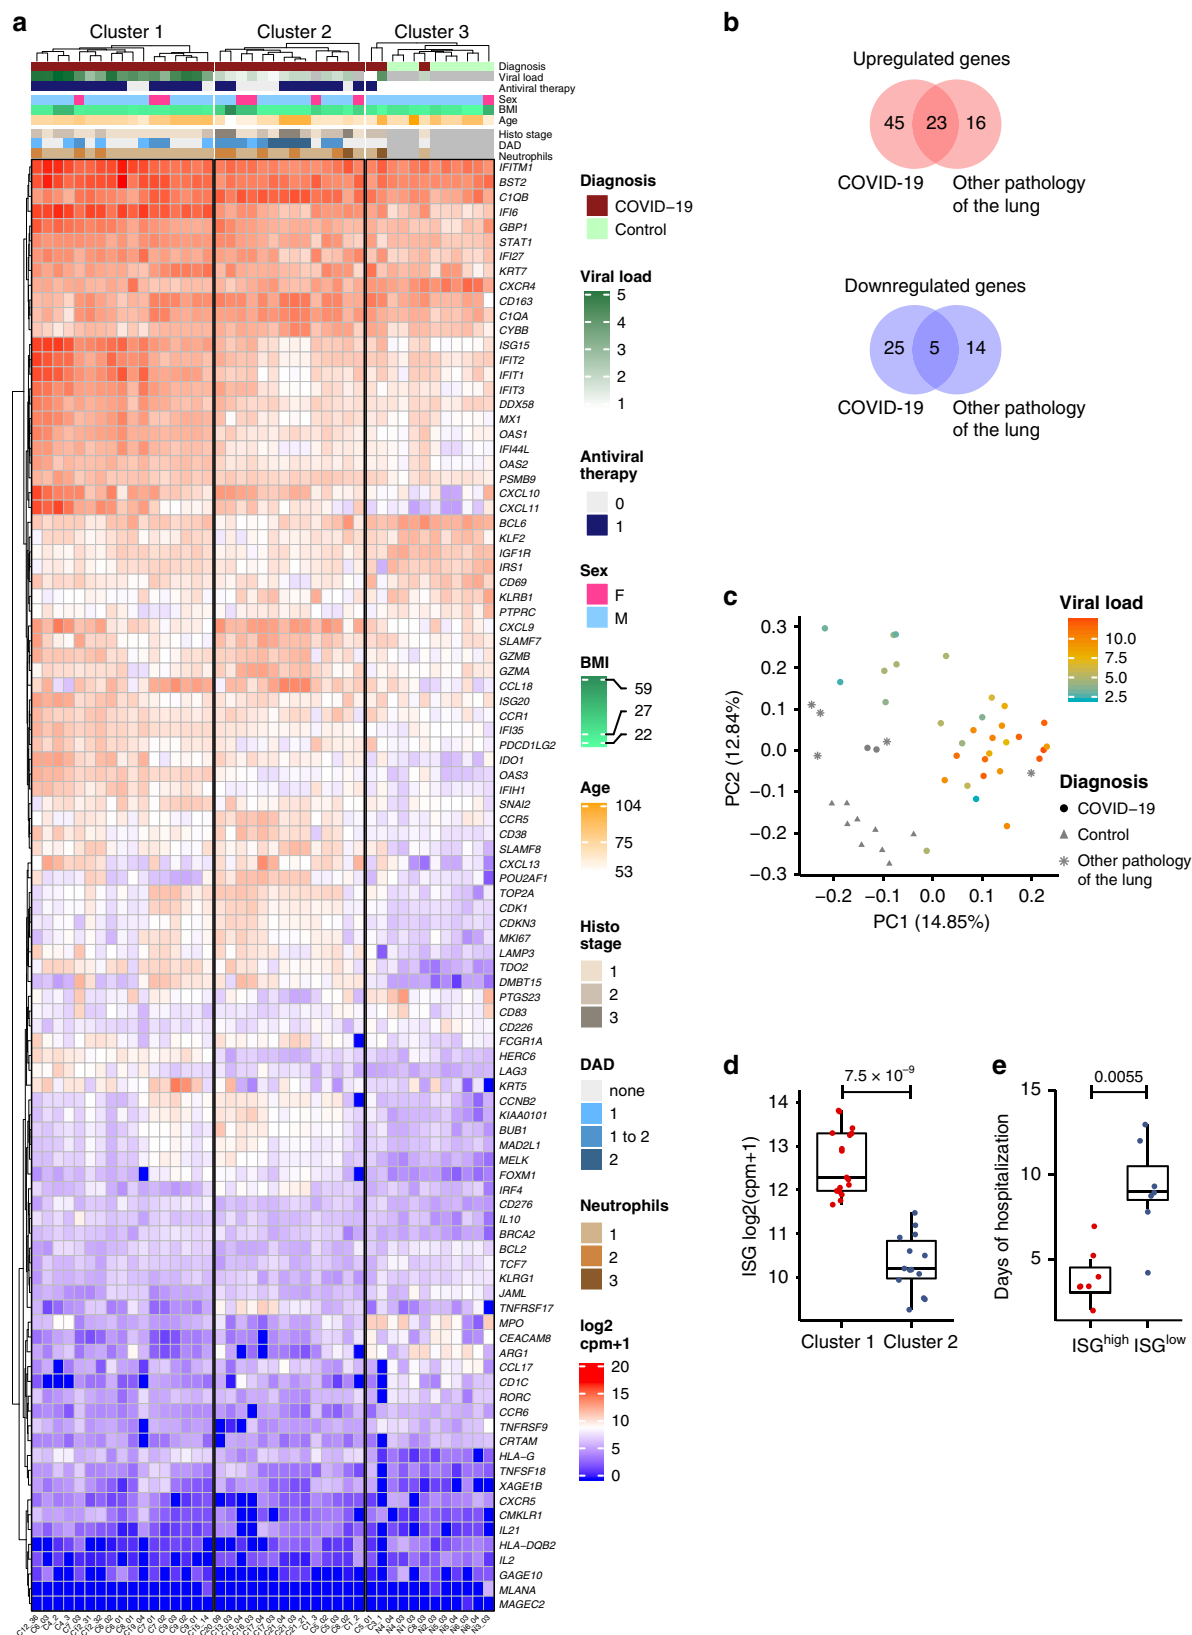 a
Cluster 1
Cluster 2
Cluster 3
Diagnosis
Viral load
Antiviral therapy
Sex
BMI
Age
Histo stage
DAD
Neutrophils
IFITM1
BST2
C1QB
IFI6
GBP1
STAT1
IFI27
KRT7
CXCR4
CD163
C1QA
CYBB
ISG15
IFIT2
IFIT1
IFIT3
DDX58
MX1
OAS1
IFI44L
OAS2
PSMB9
CXCL10
CXCL11
BCL6
KLF2
IGF1R
IRS1
CD69
KLRB1
PTPRC
CXCL9
SLAMF7
GZMB
GZMA
CCL18
ISG20
CCR1
IFI35
PDCD1LG2
IDO1
OAS3
IFIH1
SNAI2
CCR5
CD38
SLAMF8
CXCL13
POU2AF1
TOP2A
CDK1
CDKN3
MKI67
LAMP3
TDO2
DMBT15
PTGS23
CD83
CD226
FCGR1A
HERC6
LAG3
KRT5
CCNB2
KIAA0101
BUB1
MAD2L1
MELK
FOXM1
IRF4
CD276
IL10
BRCA2
BCL2
TCF7
KLRG1
JAML
TNFRSF17
MPO
CEACAM8
ARG1
CCL17
CD1C
RORC
CCR6
TNFRSF9
CRTAM
HLA–G
TNFSF18
XAGE1B
CXCR5
CMKLR1
IL21
HLA–DQB2
IL2
GAGE10
MLANA
MAGEC2
Diagnosis
COVID–19
Control
Viral load
5
4
3
2
1
Antiviral
therapy
0
1
Sex
F
M
BMI
59
27
22
Age
104
75
53
Histo
stage
1
2
3
DAD
none
1
1 to 2
2
Neutrophils
1
2
3
log2
cpm+1
20
15
10
5
0
b
Upregulated genes
45 23 16
COVID-19 Other pathology
of the lung
Downregulated genes
25 5 14
COVID-19 Other pathology
of the lung
c
PC2 (12.84%)
0.3
0.2
0.1
0.0
−0.1
−0.2
−0.3
−0.2 −0.1 0.0 0.1 0.2
PC1 (14.85%)
Viral load
10.0
7.5
5.0
2.5
Diagnosis
COVID–19
Control
Other pathology
of the lung
d
7.5 × 10⁻⁹
ISG log2(cpm+1)
14
13
12
11
10
Cluster 1 Cluster 2
e
0.0055
Days of hospitalization
15
10
5
ISGhigh ISGlow